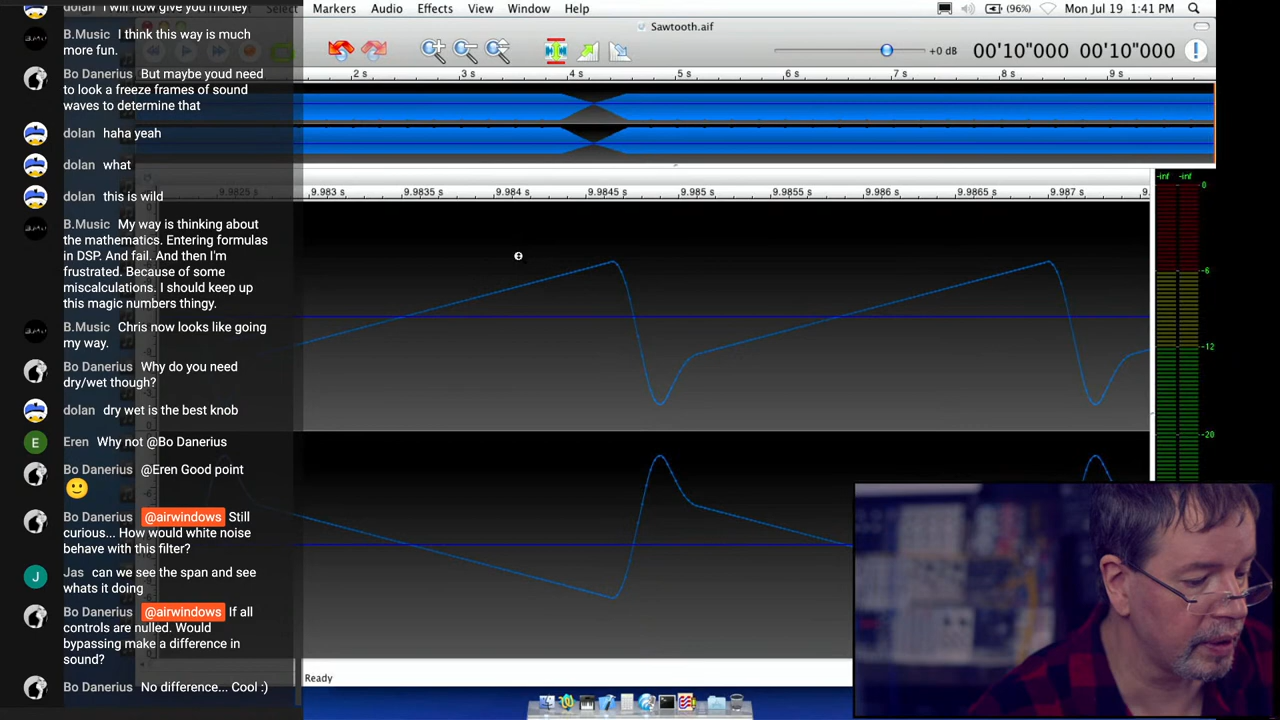 dolan I will now give you money
B.Music I think this way is much
more fun.
Bo Danerius But maybe youd need
to look a freeze frames of sound
waves to determine that
dolan haha yeah
dolan what
dolan this is wild
B.Music My way is thinking about
the mathematics. Entering formulas
in DSP. And fail. And then I'm
frustrated. Because of some
miscalculations. I should keep up
this magic numbers thingy.
B.Music Chris now looks like going
my way.
Bo Danerius Why do you need
dry/wet though?
dolan dry wet is the best knob
E Eren Why not @Bo Danerius
Bo Danerius @Eren Good point
🙂
Bo Danerius @airwindows Still
curious... How would white noise
behave with this filter?
J Jas can we see the span and see
whats it doing
Bo Danerius @airwindows If all
controls are nulled. Would
bypassing make a difference in
sound?
Bo Danerius No difference... Cool :)
Select Markers Audio Effects View Window Help (96%) Mon Jul 19 1:41 PM
Sawtooth.aif
+0 dB 00'10"000 00'10"000
2 s 3 s 4 s 5 s 6 s 7 s 8 s 9 s
-inf -inf
9.9825 s 9.983 s 9.9835 s 9.984 s 9.9845 s 9.985 s 9.9855 s 9.986 s 9.9865 s 9.987 s 9.
0
-6
-12
-20
Ready